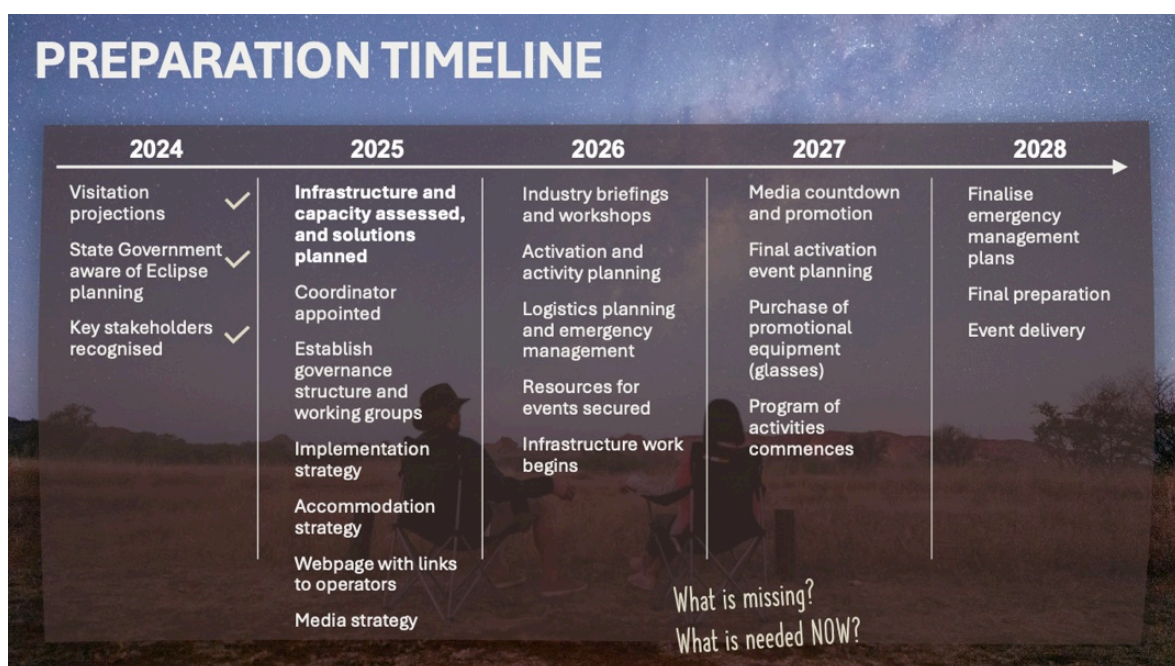 PREPARATION TIMELINE
2024
Visitation
projections
State Government
aware of Eclipse
planning
Key stakeholders
recognised
2025
Infrastructure and
capacity assessed,
and solutions
planned
Coordinator
appointed
Establish
governance
structure and
working groups
Implementation
strategy
Accommodation
strategy
Webpage with links
to operators
Media strategy
2026
Industry briefings
and workshops
Activation and
activity planning
Logistics planning
and emergency
management
Resources for
events secured
Infrastructure work
begins
2027
Media countdown
and promotion
Final activation
event planning
Purchase of
promotional
equipment
(glasses)
Program of
activities
commences
2028
Finalise
emergency
management
plans
Final preparation
Event delivery
What is missing?
What is needed NOW?